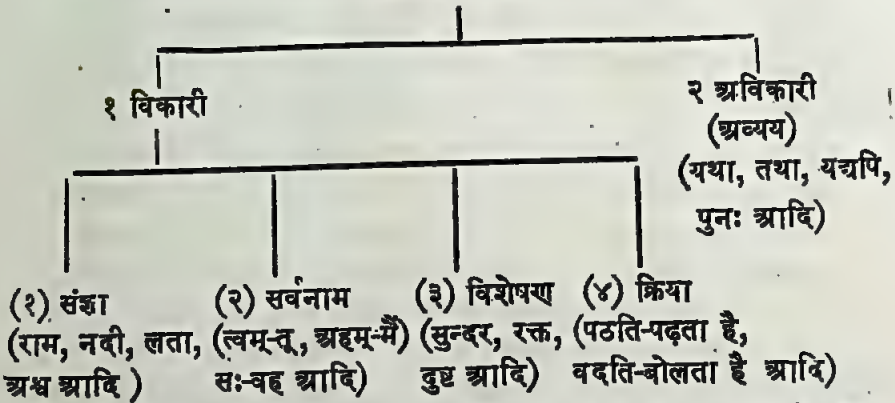 १ विकारी
२ अविकारी
(अव्यय)
(यथा, तथा, यद्यपि,
पुनः आदि)
(१) संज्ञा (२) सर्वनाम (३) विशेषण (४) क्रिया
(राम, नदी, लता, (त्वम्-तू, अहम्-मैं) (सुन्दर, रक्त, (पठति-पढ़ता है,
अश्व आदि ) सः-वह आदि) दुष्ट आदि) वदति-बोलता है आदि)